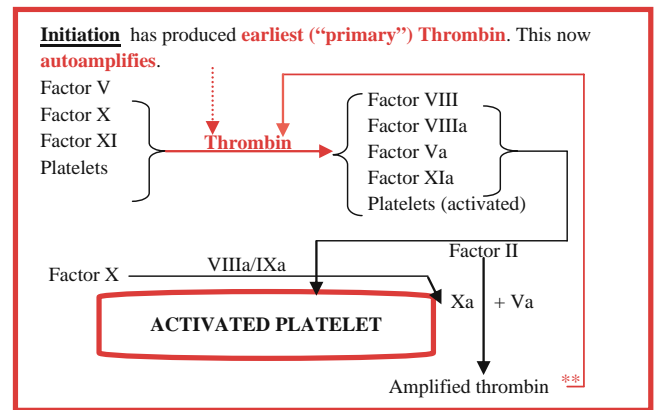 Initiation has produced earliest (“primary”) Thrombin. This now
autoamplifies.
Factor V
Factor X
Factor XI
Platelets
Thrombin
Factor VIII
Factor VIIIa
Factor Va
Factor XIa
Platelets (activated)
Factor II
Factor X
VIIIa/IXa
Xa
+ Va
ACTIVATED PLATELET
Amplified thrombin **